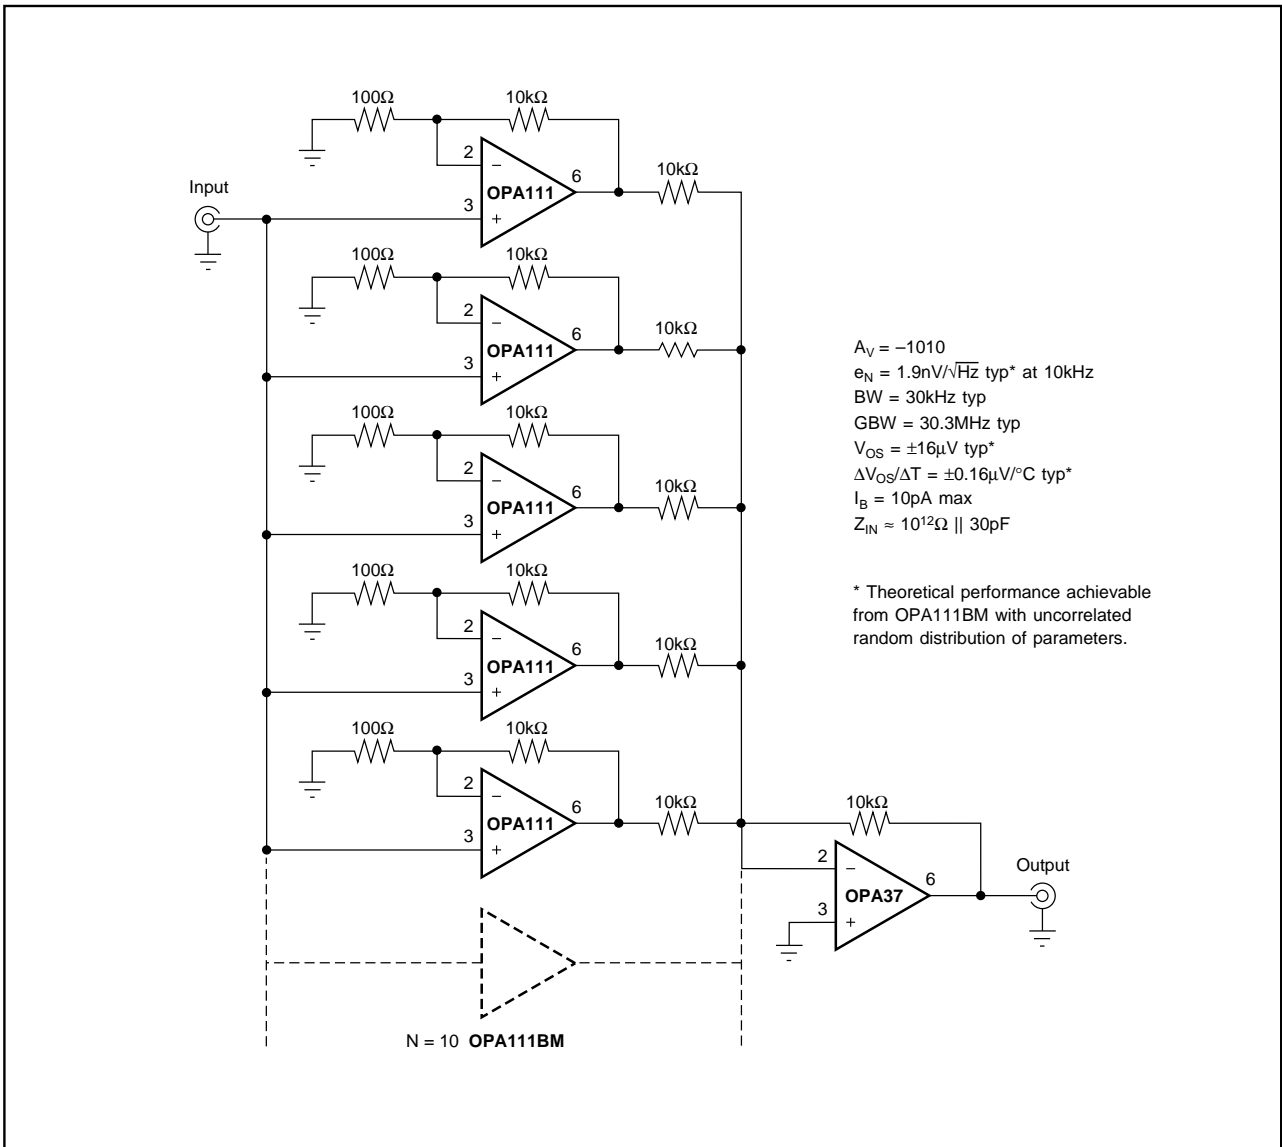 100Ω 10kΩ
2
−
6
OPA111
3
+
10kΩ
Input
100Ω 10kΩ
2
−
6
OPA111
3
+
10kΩ
100Ω 10kΩ
2
−
6
OPA111
3
+
10kΩ
100Ω 10kΩ
2
−
6
OPA111
3
+
10kΩ
100Ω 10kΩ
2
−
6
OPA111
3
+
10kΩ
10kΩ
2
−
6
OPA37
3
+
Output
N = 10 OPA111BM
A_V = –1010
e_N = 1.9nV/√Hz typ* at 10kHz
BW = 30kHz typ
GBW = 30.3MHz typ
V_OS = ±16µV typ*
∆V_OS/∆T = ±0.16µV/°C typ*
I_B = 10pA max
Z_IN ≈ 10¹²Ω || 30pF
* Theoretical performance achievable
from OPA111BM with uncorrelated
random distribution of parameters.